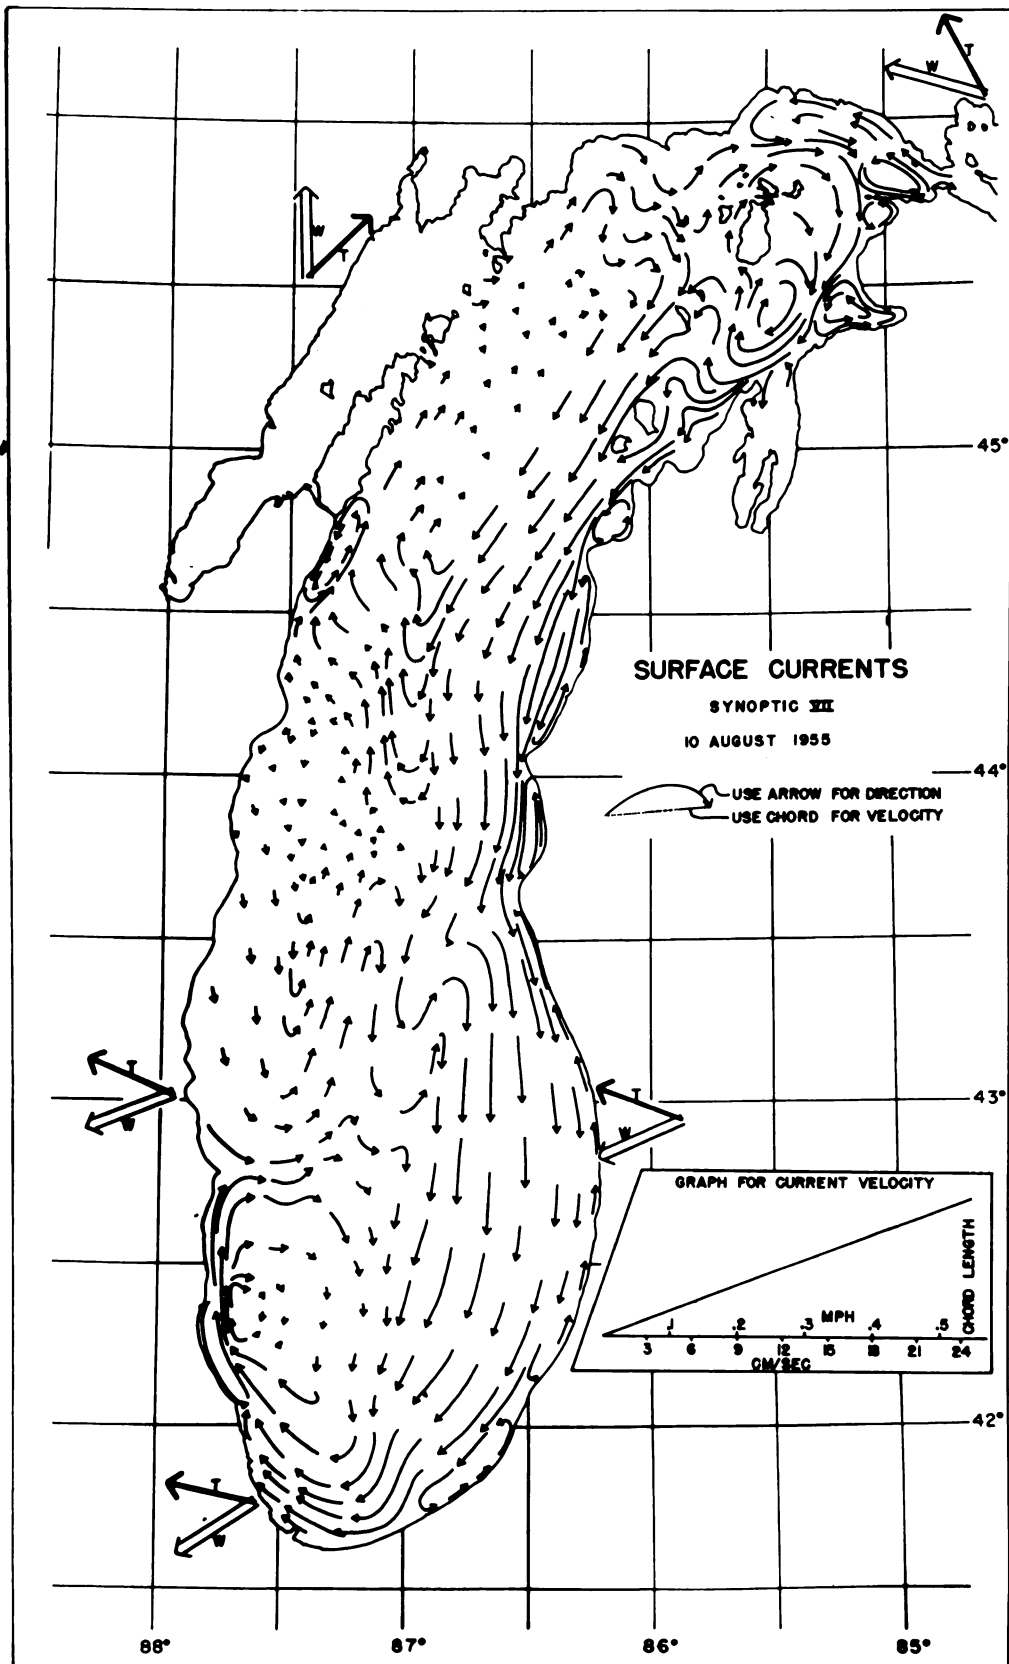 T
W
W
T
45°
SURFACE CURRENTS
SYNOPTIC VII
10 AUGUST 1955
44°
USE ARROW FOR DIRECTION
USE CHORD FOR VELOCITY
T
W
43°
T
W
GRAPH FOR CURRENT VELOCITY
CHORD LENGTH
MPH
.1 .2 .3 .4 .5
3 6 9 12 15 18 21 24
CM/SEC
42°
T
W
88° 87° 86° 85°